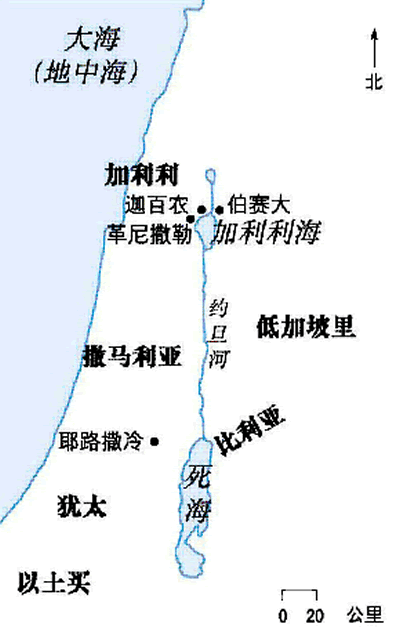 大海
(地中海)
北
加利利
迦百农
伯赛大
革尼撒勒
加利利海
约旦河
低加坡里
撒马利亚
比利亚
耶路撒冷
死海
犹太
以土买
0 20 公里